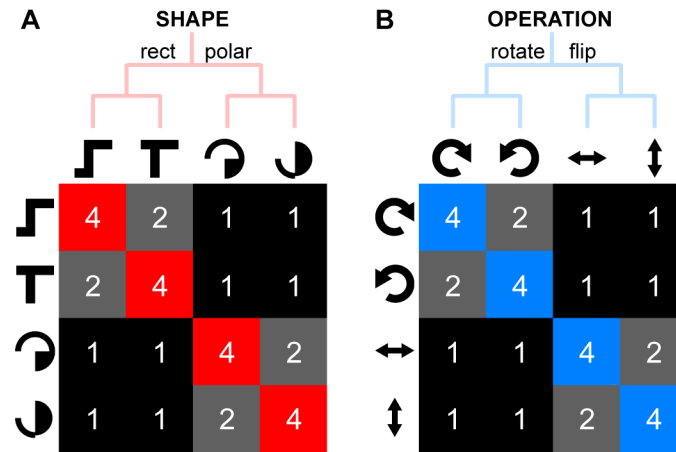 A SHAPE
rect polar
4 2 1 1
2 4 1 1
1 1 4 2
1 1 2 4
B OPERATION
rotate flip
4 2 1 1
2 4 1 1
1 1 4 2
1 1 2 4